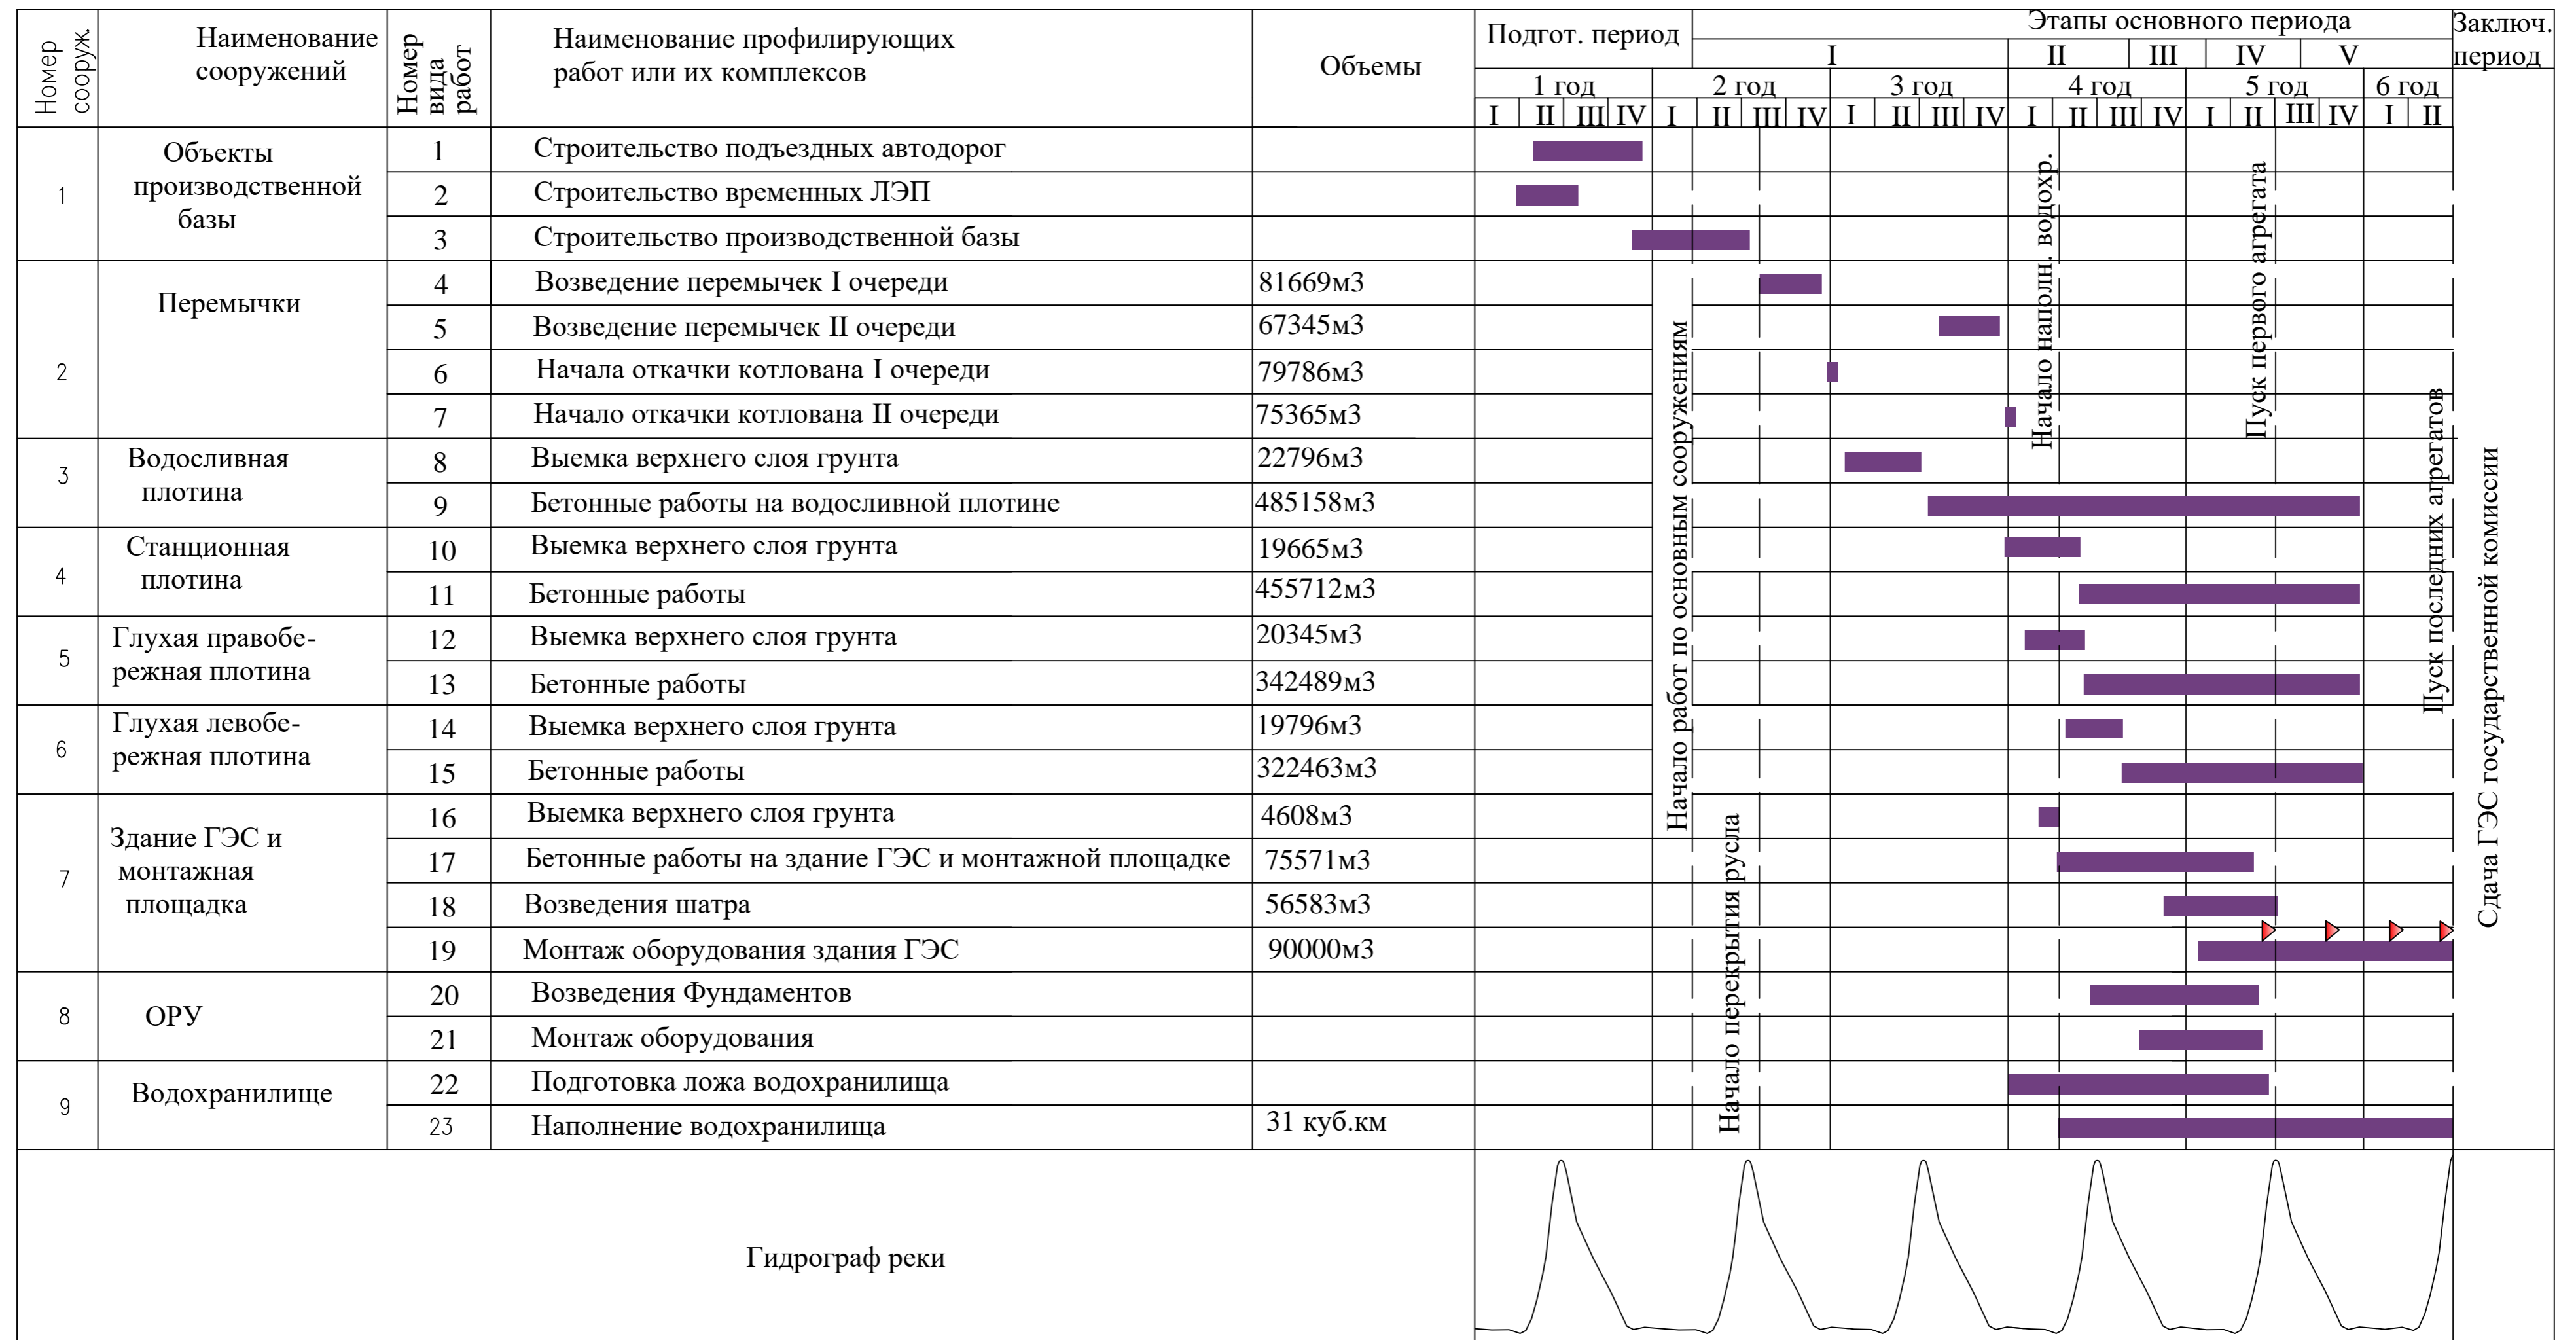 Номер
сооруж.
Наименование
сооружений
Номер
вида
работ
Наименование профилирующих
работ или их комплексов
Объемы
Подгот. период
Этапы основного периода
Заключ.
период
I II III IV V
1 год 2 год 3 год 4 год 5 год 6 год
I II III IV I II III IV I II III IV I II III IV I II III IV I II
1
Объекты
производственной
базы
1 Строительство подъездных автодорог
2 Строительство временных ЛЭП
3 Строительство производственной базы
2
Перемычки
4 Возведение перемычек I очереди 81669м3
5 Возведение перемычек II очереди 67345м3
6 Начала откачки котлована I очереди 79786м3
7 Начало откачки котлована II очереди 75365м3
3
Водосливная
плотина
8 Выемка верхнего слоя грунта 22796м3
9 Бетонные работы на водосливной плотине 485158м3
4
Станционная
плотина
10 Выемка верхнего слоя грунта 19665м3
11 Бетонные работы 455712м3
5
Глухая правобе-
режная плотина
12 Выемка верхнего слоя грунта 20345м3
13 Бетонные работы 342489м3
6
Глухая левобе-
режная плотина
14 Выемка верхнего слоя грунта 19796м3
15 Бетонные работы 322463м3
7
Здание ГЭС и
монтажная
площадка
16 Выемка верхнего слоя грунта 4608м3
17 Бетонные работы на здание ГЭС и монтажной площадке 75571м3
18 Возведения шатра 56583м3
19 Монтаж оборудования здания ГЭС 90000м3
8
ОРУ
20 Возведения Фундаментов
21 Монтаж оборудования
9
Водохранилище
22 Подготовка ложа водохранилища
23 Наполнение водохранилища 31 куб.км
Начало работ по основным сооружениям
Начало перекрытия русла
Начало наполн. водохр.
Пуск первого агрегата
Пуск последних агрегатов
Сдача ГЭС государственной комиссии
Гидрограф реки